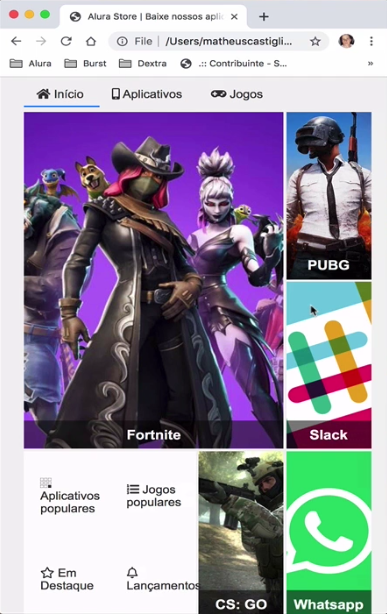 Alura Store | Baixe nossos aplic
File | /Users/matheuscastigli...
Alura Burst Dextra .:: Contribuinte - S... »
Início Aplicativos Jogos
PUBG
Fortnite
Slack
Aplicativos
populares
Jogos
populares
Em
Destaque
Lançamentos
CS: GO
Whatsapp